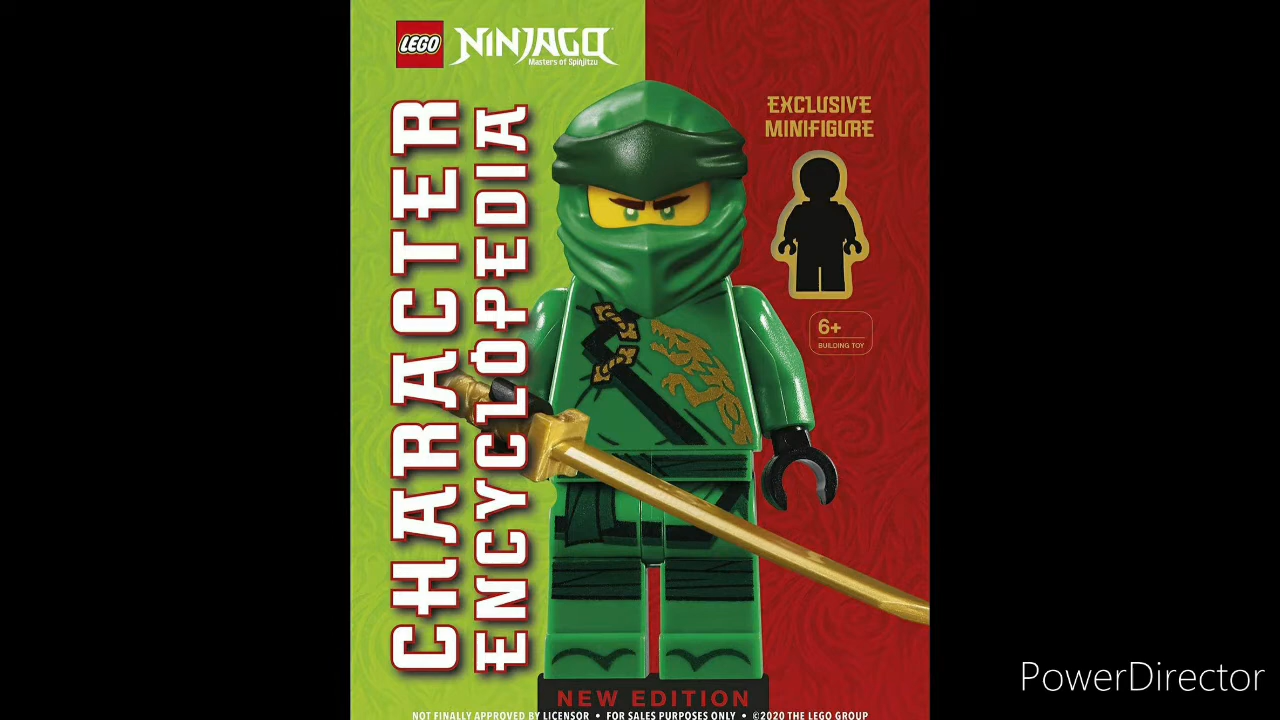 LEGO NINJAGO
Masters of Spinjitzu
CHARACTER
ENCYCLOPEDIA
EXCLUSIVE
MINIFIGURE
6+
BUILDING TOY
NEW EDITION
NOT FINALLY APPROVED BY LICENSOR • FOR SALES PURPOSES ONLY • ©2020 THE LEGO GROUP
PowerDirector